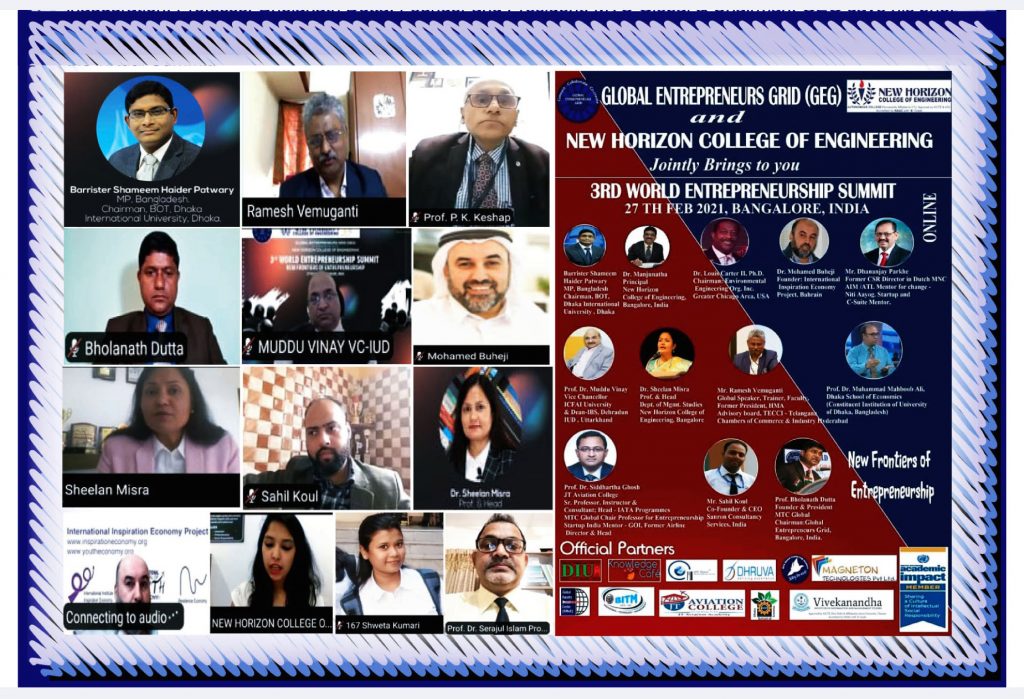 Barrister Shameem Haider Patwary
MP, Bangladesh.
Chairman, BOT, Dhaka
International University, Dhaka.
Ramesh Vemuganti
Prof. P. K. Keshap
Bholanath Dutta
NEW HORIZON COLLEGE OF ENGINEERING
3rd WORLD ENTREPRENEURSHIP SUMMIT
NEW FRONTIERS OF ENTREPRENEURSHIP
MUDDU VINAY VC-IUD
Mohamed Buheji
Sheelan Misra
Sahil Koul
Dr. Sheelan Misra
Prof & Head
International Inspiration Economy Project
www.inspirationeconomy.org
www.youtheconomy.org
Connecting to audio
NEW HORIZON COLLEGE O...
167 Shweta Kumari
Prof. Dr. Serajul Islam Pro...
GLOBAL ENTREPRENEURS GRID (GEG)
NEW HORIZON
COLLEGE OF ENGINEERING
and
NEW HORIZON COLLEGE OF ENGINEERING
Jointly Brings to you
3RD WORLD ENTREPRENEURSHIP SUMMIT
27 TH FEB 2021, BANGALORE, INDIA
ONLINE
Barrister Shameem
Haider Patwary
MP, Bangladesh
Chairman, BOT,
Dhaka International
University , Dhaka
Dr. Manjunatha
Principal
New Horizon
College of Engineering,
Bangalore, India
Dr. Louis Carter II, Ph.D.
Chairman: Environmental
Engineering Org. Inc.
Greater Chicago Area, USA
Dr. Mohamed Buheji
Founder: International
Inspiration Economy
Project, Bahrain
Mr. Dhananjay Parkhe
Former CSR Director in Dutch MNC
AIM (ATL Mentor for change -
Niti Aayog, Startup and
C-Suite Mentor,
Prof. Dr. Muddu Vinay
Vice Chancellor
ICFAI University
& Dean-IBS, Dehradun
IUD , Uttarkhand
Dr. Sheelan Misra
Prof. & Head
Dept. of Mgmt. Studies
New Horizon College of
Engineering, Bangalore
Mr. Ramesh Vemuganti
Global Speaker, Trainer, Faculty,
Former President, HMA
Advisory board, TECCI - Telangana
Chambers of Commerce & Industry Hyderabad
Prof. Dr. Muhammad Mahboob Ali,
Dhaka School of Economics
(Constituent Institution of University
of Dhaka, Bangladesh)
Prof. Dr. Siddhartha Ghosh
JT Aviation College
Sr. Professor, Instructor &
Consultant; Head - IATA Programmes
MTC Global Chair Professor for Entrepreneurship
Startup India Mentor - GOI, Former Airline
Director & Head
Mr. Sahil Koul
Co-Founder & CEO
Sauron Consultancy
Services, India
Prof. Bholanath Dutta
Founder & President
MTC Global
Chairman:Global
Entreprenuers Grid,
Bangalore, India.
New Frontiers of
Entrepreneurship
Official Partners
DIU
Knowledge
Cafe
DHRUVA
MAGNETON
TECHNOLOGIES Pvt Ltd.
academic
impact
MEMBER
Sharing
a Culture
of Intellectual
Social
Responsibility
BITM
AVIATION
COLLEGE
Vivekanandha